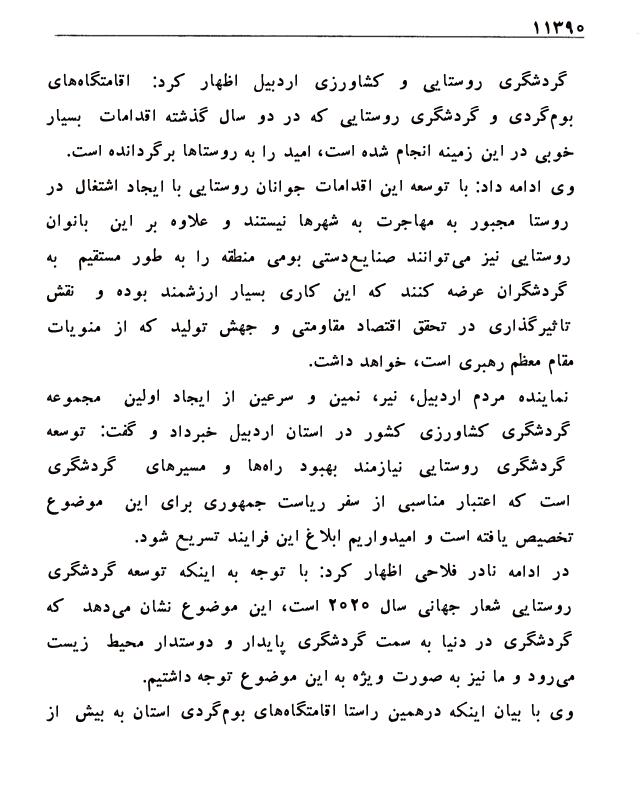 ۱۱۳۹۰
گردشگری روستایی و کشاورزی اردبیل اظهار کرد: اقامتگاه‌های
بوم‌گردی و گردشگری روستایی که در دو سال گذشته اقدامات بسیار
خوبی در این زمینه انجام شده است، امید را به روستاها برگردانده است.
وی ادامه داد: با توسعه این اقدامات جوانان روستایی با ایجاد اشتغال در
روستا مجبور به مهاجرت به شهرها نیستند و علاوه بر این بانوان
روستایی نیز می‌توانند صنایع‌دستی بومی منطقه را به طور مستقیم به
گردشگران عرضه کنند که این کاری بسیار ارزشمند بوده و نقش
تاثیرگذاری در تحقق اقتصاد مقاومتی و جهش تولید که از منویات
مقام معظم رهبری است، خواهد داشت.
نماینده مردم اردبیل، نیر، نمین و سرعین از ایجاد اولین مجموعه
گردشگری کشاورزی کشور در استان اردبیل خبرداد و گفت: توسعه
گردشگری روستایی نیازمند بهبود راه‌ها و مسیرهای گردشگری
است که اعتبار مناسبی از سفر ریاست جمهوری برای این موضوع
تخصیص یافته است و امیدواریم ابلاغ این فرایند تسریع شود.
در ادامه نادر فلاحی اظهار کرد: با توجه به اینکه توسعه گردشگری
روستایی شعار جهانی سال ۲۰۲۰ است، این موضوع نشان می‌دهد که
گردشگری در دنیا به سمت گردشگری پایدار و دوستدار محیط زیست
می‌رود و ما نیز به صورت ویژه به این موضوع توجه داشتیم.
وی با بیان اینکه درهمین راستا اقامتگاه‌های بوم‌گردی استان به بیش از